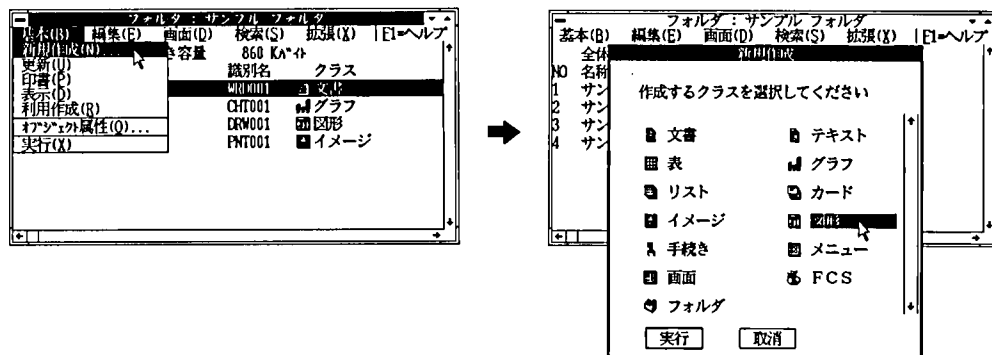 フォルダ : サンプル フォルダ
基本(B) 編集(E) 画面(D) 検索(S) 拡張(X) |E1=ヘルプ
新規作成(N)
更新(U)
印書(P)
表示(D)
利用作成(R)
オブジェクト属性(O)...
実行(X)
き容量 860 Kバイト
識別名 クラス
WRD001 文書
CHT001 グラフ
DRW001 図形
PNT001 イメージ
フォルダ : サンプル フォルダ
基本(B) 編集(E) 画面(D) 検索(S) 拡張(X) |E1=ヘルプ
全体
NO 名称
1 サン
2 サン
3 サン
4 サン
新規作成
作成するクラスを選択してください
文書 テキスト
表 グラフ
リスト カード
イメージ 図形
手続き メニュー
画面 FCS
フォルダ
実行 取消